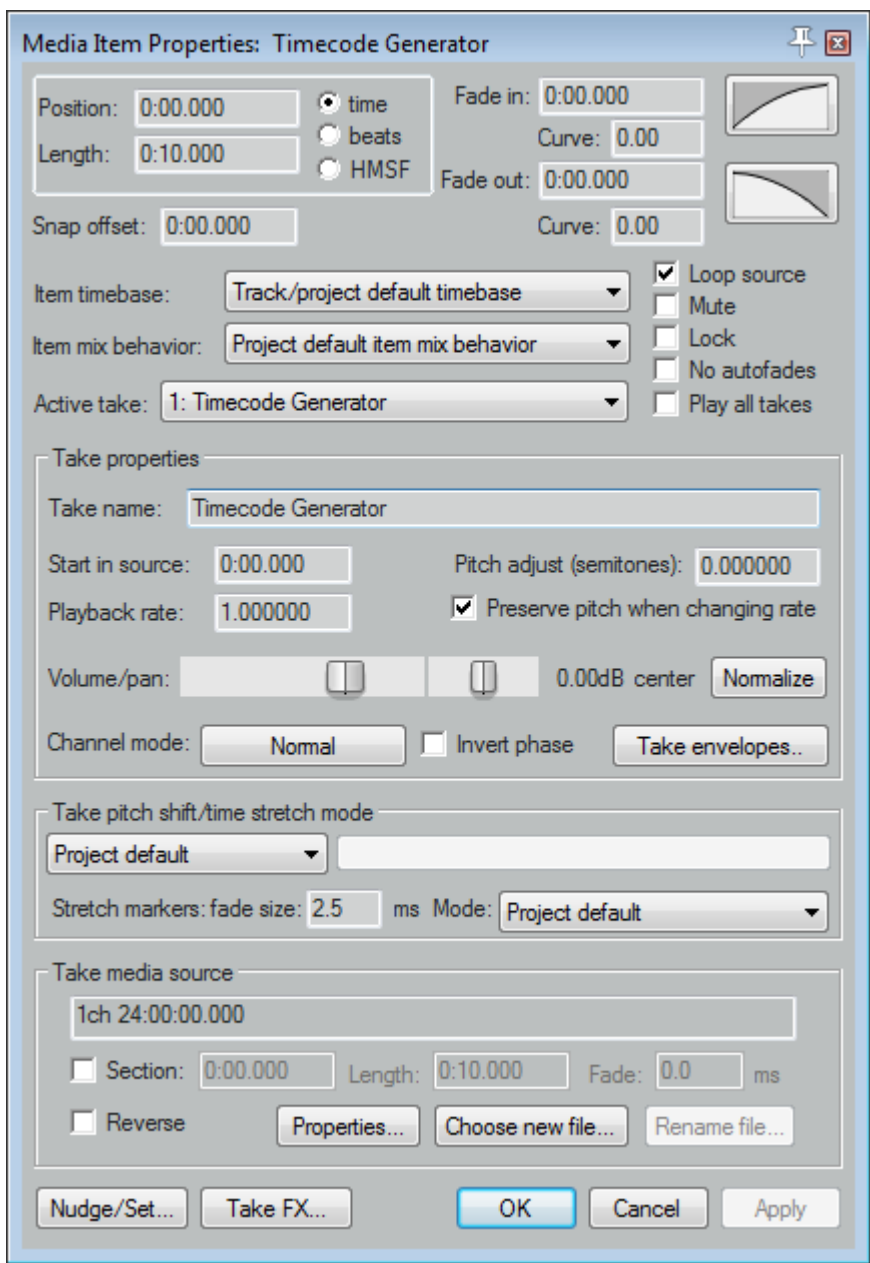 Media Item Properties: Timecode Generator
Position: 0:00.000
time
Length: 0:10.000
beats
HMSF
Fade in: 0:00.000
Curve: 0.00
Fade out: 0:00.000
Curve: 0.00
Snap offset: 0:00.000
Item timebase: Track/project default timebase
Item mix behavior: Project default item mix behavior
Active take: 1: Timecode Generator
Loop source
Mute
Lock
No autofades
Play all takes
Take properties
Take name: Timecode Generator
Start in source: 0:00.000
Pitch adjust (semitones): 0.000000
Playback rate: 1.000000
Preserve pitch when changing rate
Volume/pan: 0.00dB center Normalize
Channel mode: Normal Invert phase Take envelopes..
Take pitch shift/time stretch mode
Project default
Stretch markers: fade size: 2.5 ms Mode: Project default
Take media source
1ch 24:00:00.000
Section: 0:00.000 Length: 0:10.000 Fade: 0.0 ms
Reverse Properties... Choose new file... Rename file...
Nudge/Set... Take FX... OK Cancel Apply